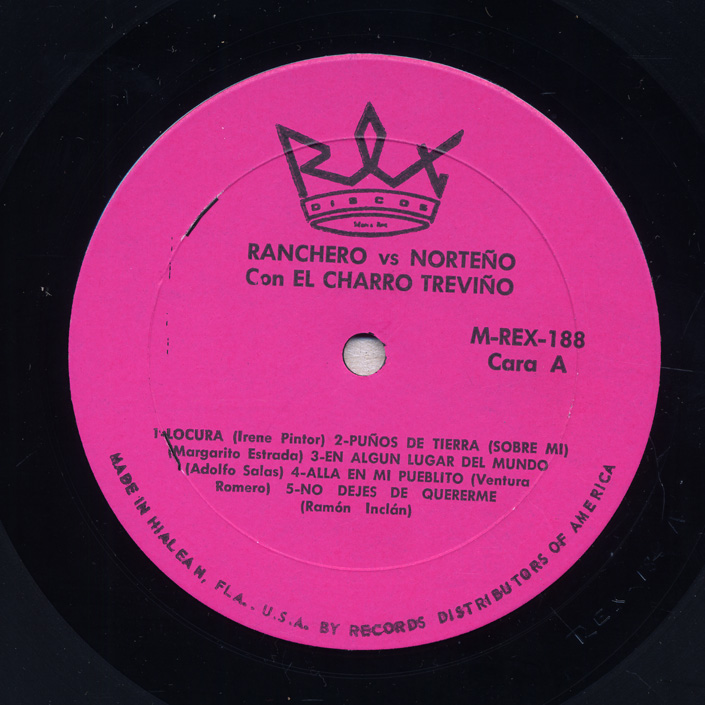 REX
DISCOS
RANCHERO vs NORTEÑO
Con EL CHARRO TREVIÑO
M-REX-188
Cara A
1-LOCURA (Irene Pintor) 2-PUÑOS DE TIERRA (SOBRE MI)
(Margarito Estrada) 3-EN ALGUN LUGAR DEL MUNDO
(Adolfo Salas) 4-ALLA EN MI PUEBLITO (Ventura
Romero) 5-NO DEJES DE QUERERME
(Ramón Inclán)
MADE IN HIALEAH, FLA.. U.S.A. BY RECORDS DISTRIBUTORS OF AMERICA